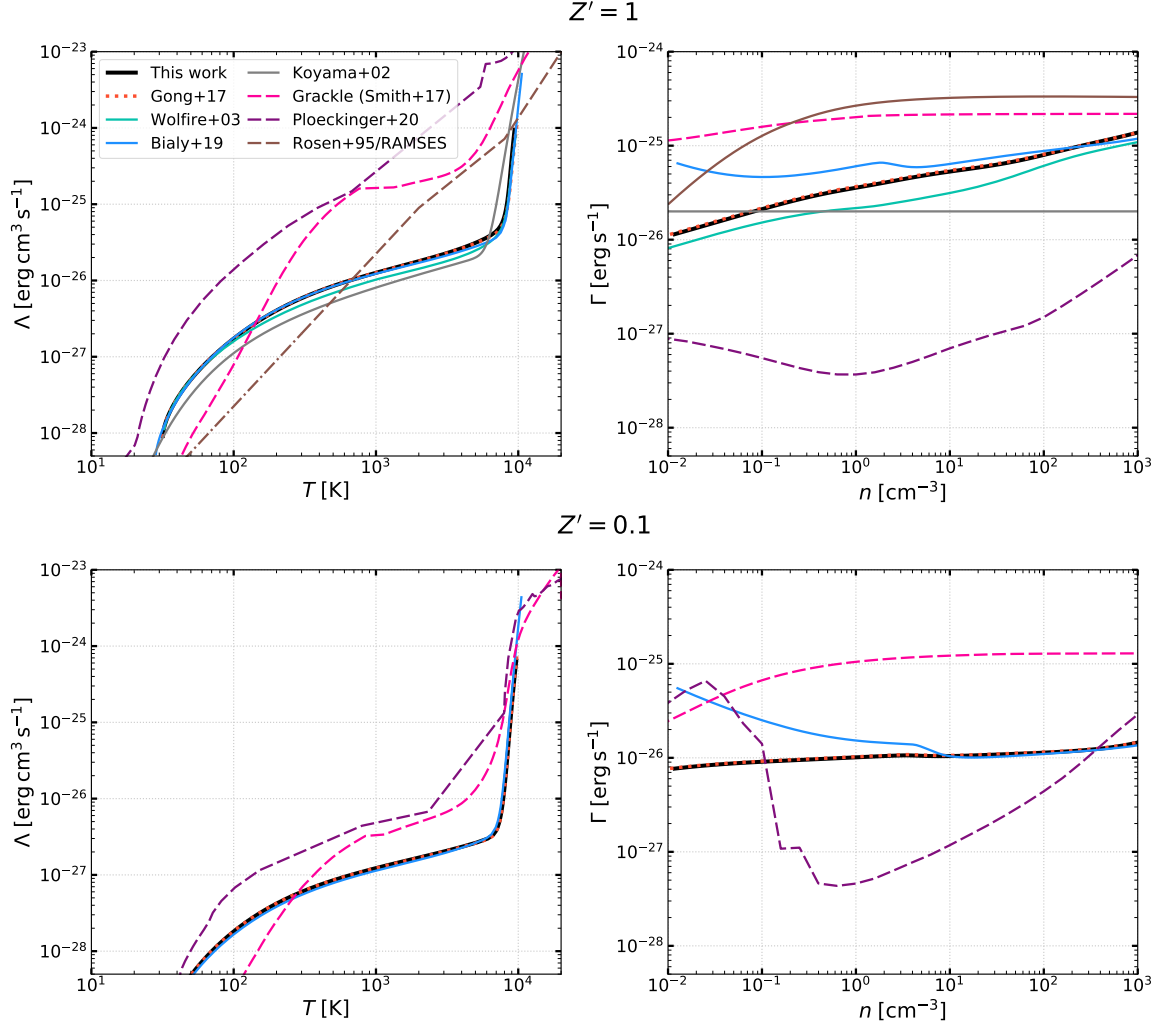 Z′ = 1
10⁻²³
10⁻²⁴
10⁻²⁵
10⁻²⁶
10⁻²⁷
10⁻²⁸
Λ [erg cm³ s⁻¹]
This work
Gong+17
Wolfire+03
Bialy+19
Koyama+02
Grackle (Smith+17)
Ploeckinger+20
Rosen+95/RAMSES
10¹ 10² 10³ 10⁴
T [K]
10⁻²⁴
10⁻²⁵
10⁻²⁶
10⁻²⁷
10⁻²⁸
Γ [erg s⁻¹]
10⁻² 10⁻¹ 10⁰ 10¹ 10² 10³
n [cm⁻³]
Z′ = 0.1
10⁻²³
10⁻²⁴
10⁻²⁵
10⁻²⁶
10⁻²⁷
10⁻²⁸
Λ [erg cm³ s⁻¹]
10¹ 10² 10³ 10⁴
T [K]
10⁻²⁴
10⁻²⁵
10⁻²⁶
10⁻²⁷
10⁻²⁸
Γ [erg s⁻¹]
10⁻² 10⁻¹ 10⁰ 10¹ 10² 10³
n [cm⁻³]